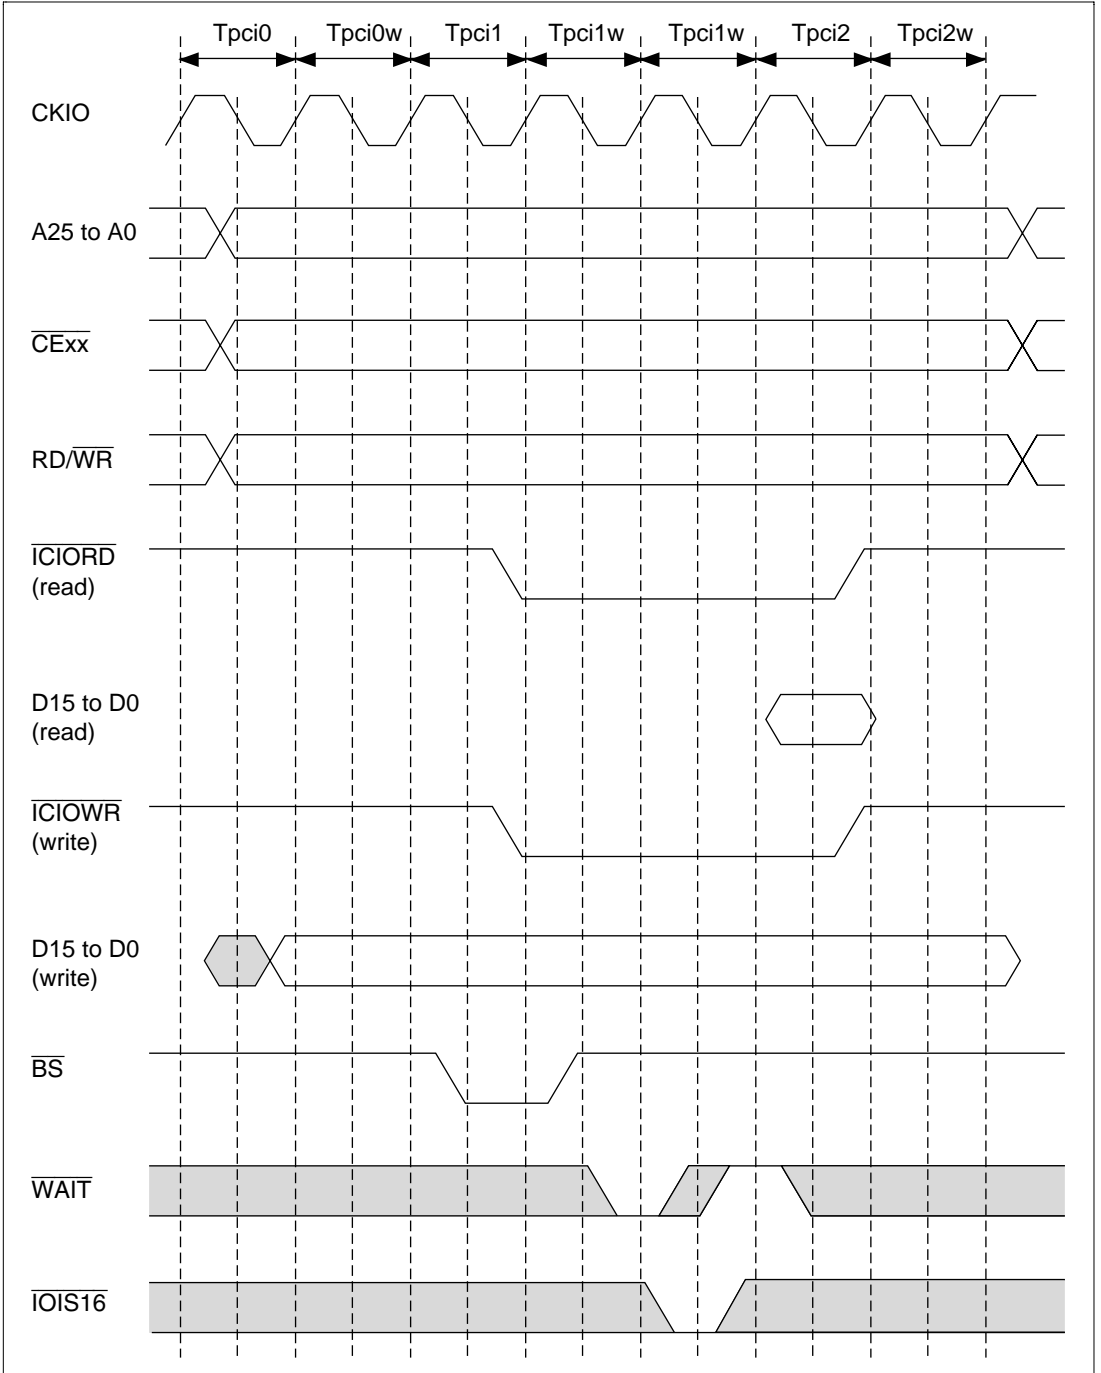 Tpci0 Tpci0w Tpci1 Tpci1w Tpci1w Tpci2 Tpci2w
CKIO
A25 to A0
CExx
RD/WR
ICIORD
(read)
D15 to D0
(read)
ICIOWR
(write)
D15 to D0
(write)
BS
WAIT
IOIS16